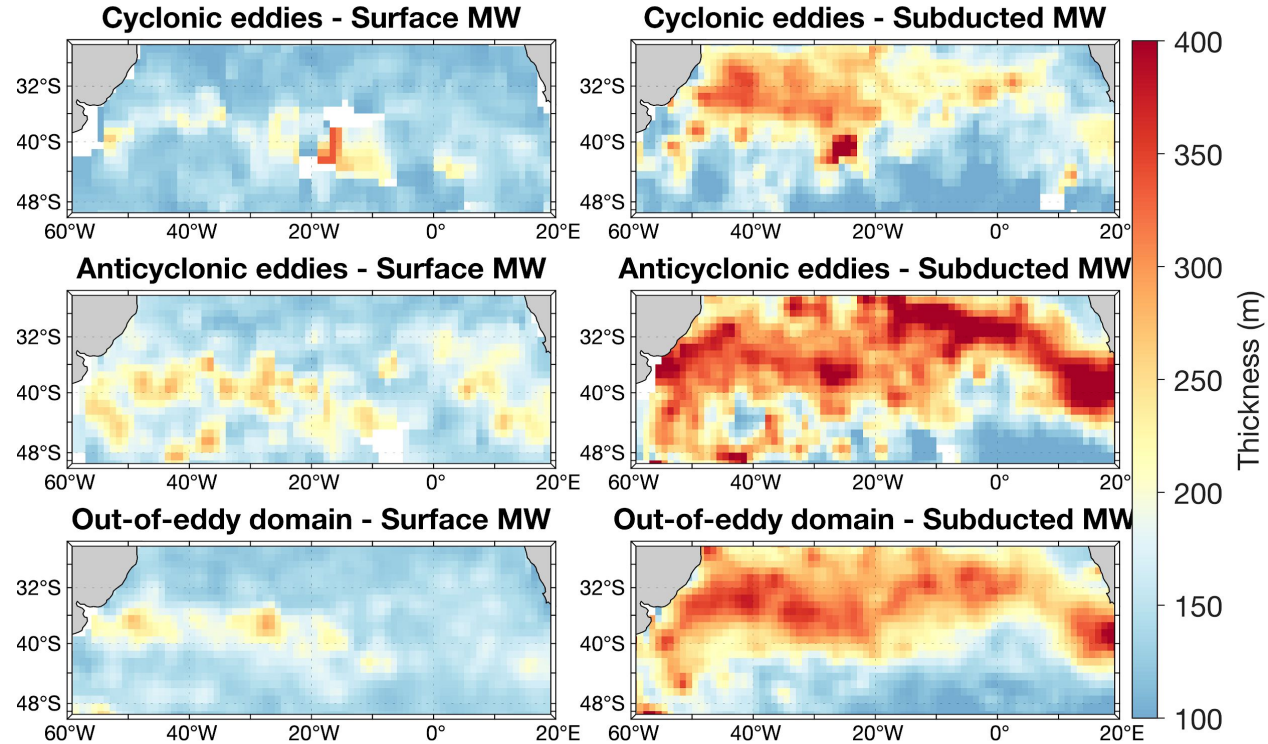 Cyclonic eddies - Surface MW
Cyclonic eddies - Subducted MW
32°S
40°S
48°S
60°W 40°W 20°W 0° 20°E
32°S
40°S
48°S
60°W 40°W 20°W 0° 20°
Anticyclonic eddies - Surface MW
Anticyclonic eddies - Subducted MW
32°S
40°S
48°S
60°W 40°W 20°W 0° 20°E
32°S
40°S
48°S
60°W 40°W 20°W 0° 20°
Out-of-eddy domain - Surface MW
Out-of-eddy domain - Subducted MW
32°S
40°S
48°S
60°W 40°W 20°W 0° 20°E
32°S
40°S
48°S
60°W 40°W 20°W 0° 20°E
400
350
300
250
200
150
100
Thickness (m)